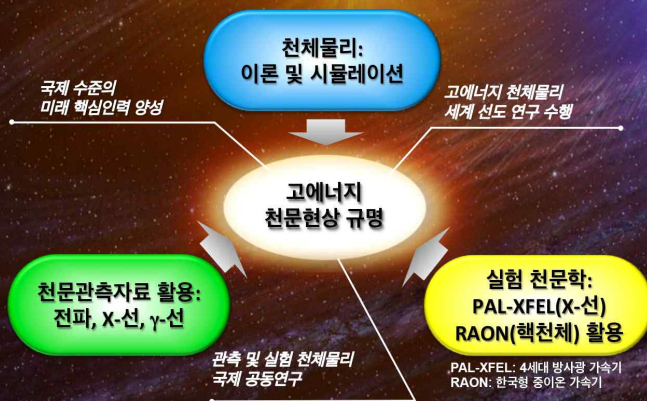 천체물리:
이론 및 시뮬레이션
국제 수준의
미래 핵심인력 양성
고에너지 천체물리
세계 선도 연구 수행
고에너지
천문현상 규명
천문관측자료 활용:
전파, X-선, γ-선
실험 천문학:
PAL-XFEL(X-선)
RAON(핵천체) 활용
관측 및 실험 천체물리
국제 공동연구
PAL-XFEL: 4세대 방사광 가속기
RAON: 한국형 중이온 가속기